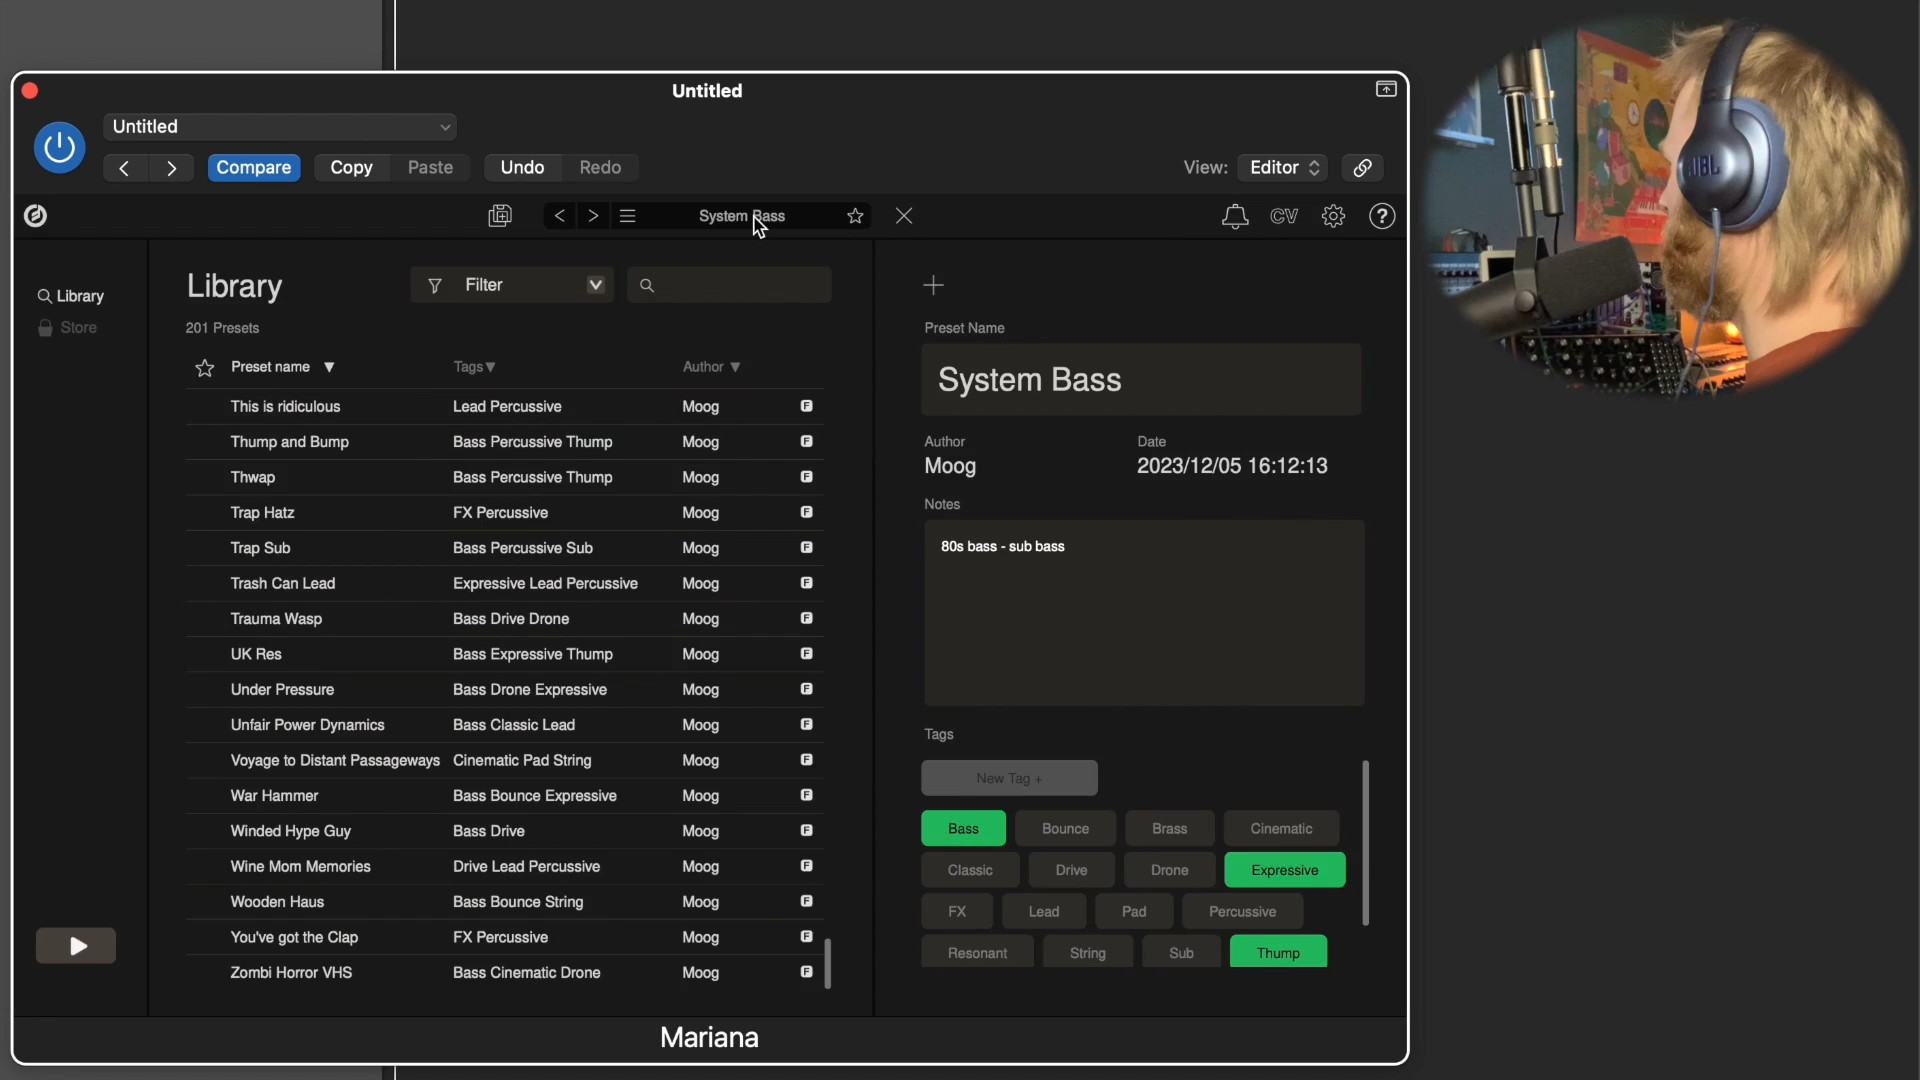 Untitled
Untitled
Compare Copy Paste Undo Redo View: Editor
System Bass CV ?
Library
Store
Library Filter
201 Presets
Preset name Tags Author
This is ridiculous Lead Percussive Moog F
Thump and Bump Bass Percussive Thump Moog F
Thwap Bass Percussive Thump Moog F
Trap Hatz FX Percussive Moog F
Trap Sub Bass Percussive Sub Moog F
Trash Can Lead Expressive Lead Percussive Moog F
Trauma Wasp Bass Drive Drone Moog F
UK Res Bass Expressive Thump Moog F
Under Pressure Bass Drone Expressive Moog F
Unfair Power Dynamics Bass Classic Lead Moog F
Voyage to Distant Passageways Cinematic Pad String Moog F
War Hammer Bass Bounce Expressive Moog F
Winded Hype Guy Bass Drive Moog F
Wine Mom Memories Drive Lead Percussive Moog F
Wooden Haus Bass Bounce String Moog F
You've got the Clap FX Percussive Moog F
Zombi Horror VHS Bass Cinematic Drone Moog F
Preset Name
System Bass
Author Date
Moog 2023/12/05 16:12:13
Notes
80s bass - sub bass
Tags
New Tag +
Bass Bounce Brass Cinematic
Classic Drive Drone Expressive
FX Lead Pad Percussive
Resonant String Sub Thump
Mariana
JBL